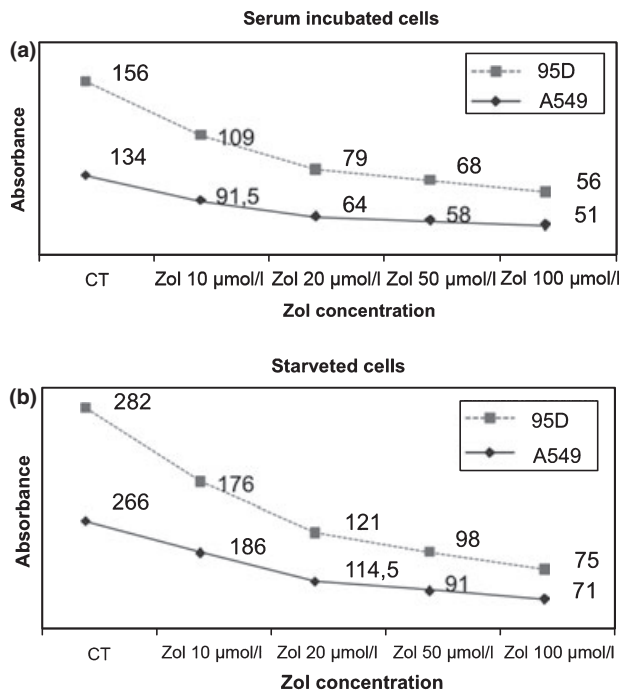 Serum incubated cells
(a)
95D
A549
Absorbance
156
109
79
68
56
134
91,5
64
58
51
CT Zol 10 µmol/l Zol 20 µmol/l Zol 50 µmol/l Zol 100 µmol/l
Zol concentration
Starveted cells
(b)
95D
A549
Absorbance
282
176
121
98
75
266
186
114,5
91
71
CT Zol 10 µmol/l Zol 20 µmol/l Zol 50 µmol/l Zol 100 µmol/l
Zol concentration